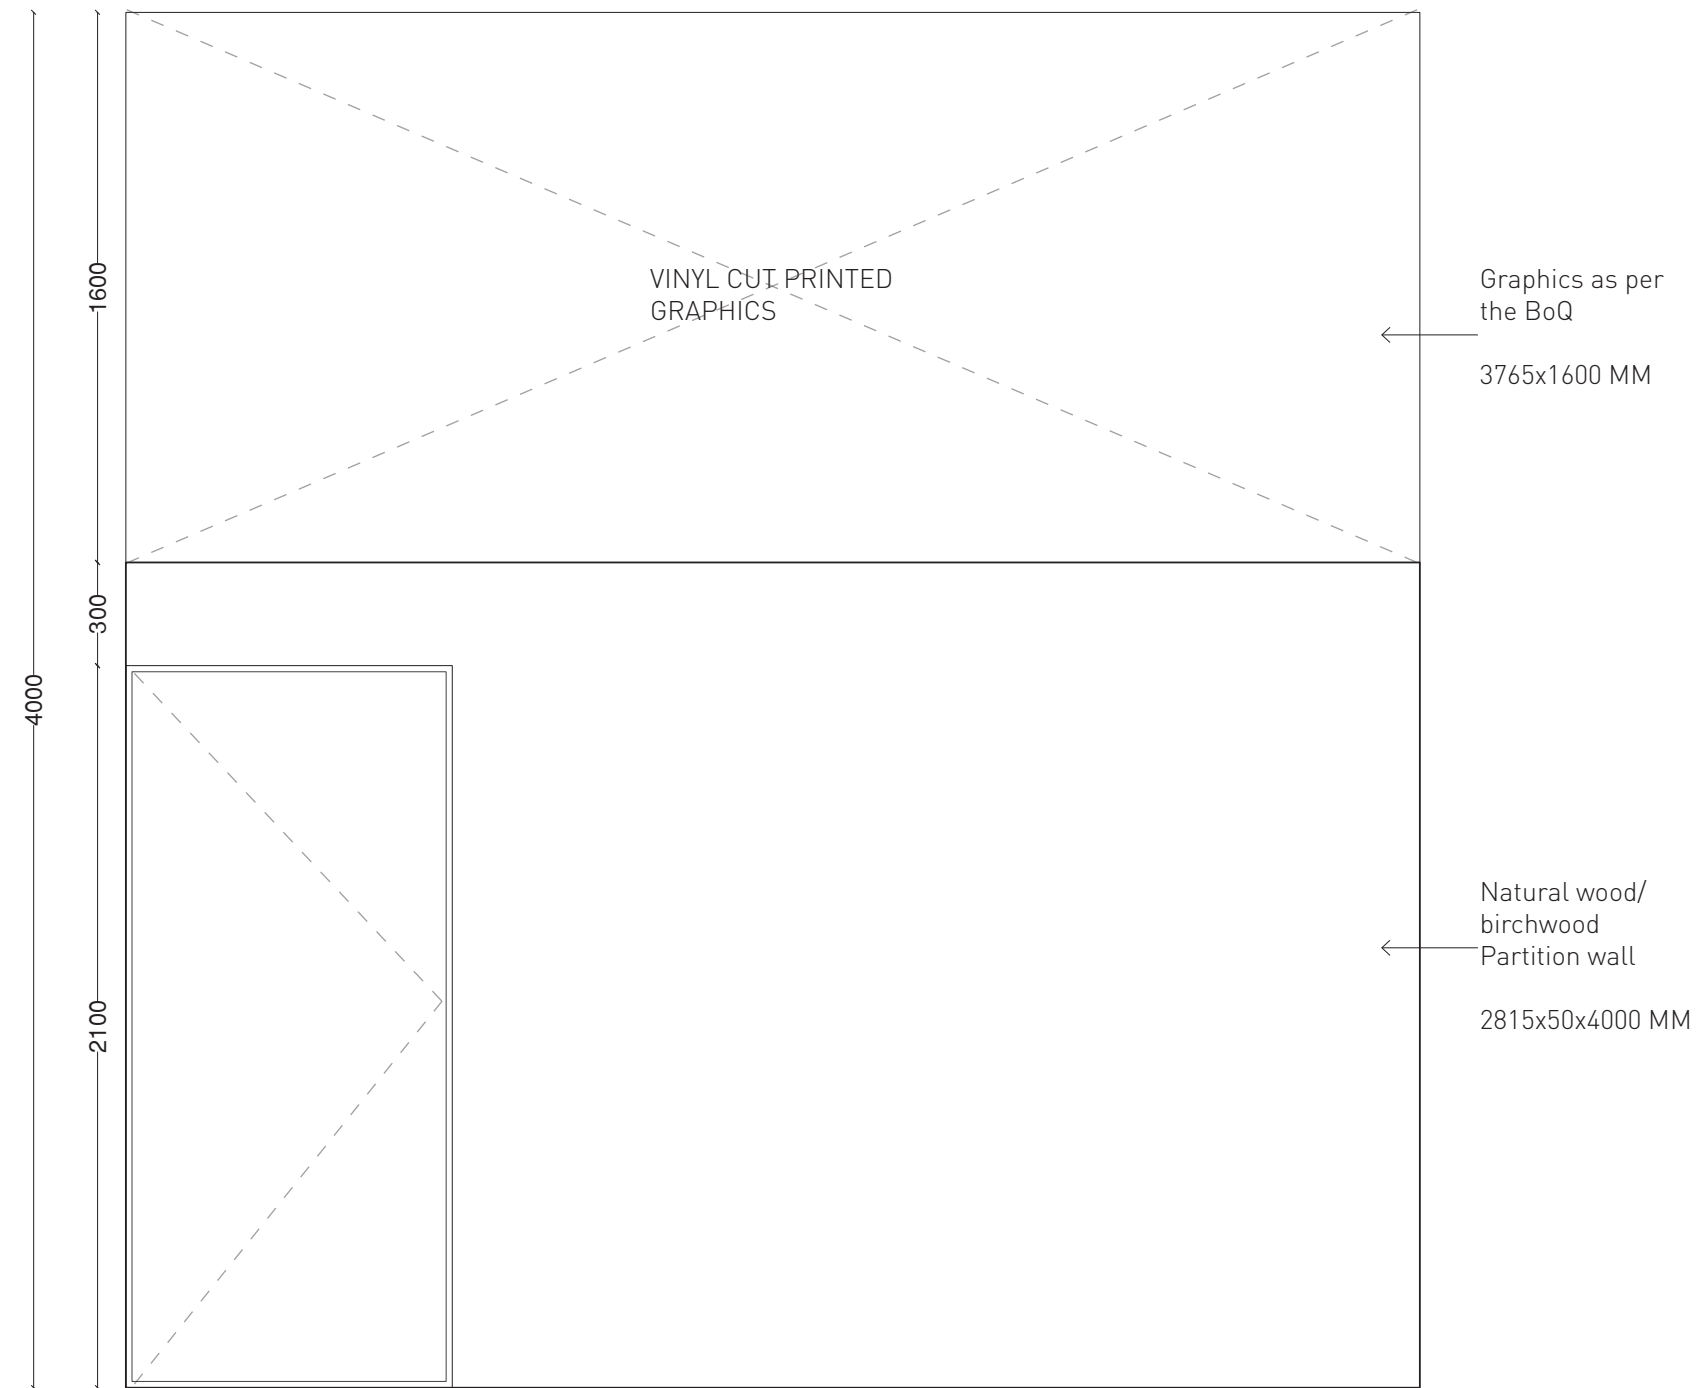 1600
VINYL CUT PRINTED
GRAPHICS
Graphics as per
the BoQ
3765x1600 MM
300
4000
2100
Natural wood/
birchwood
Partition wall
2815x50x4000 MM